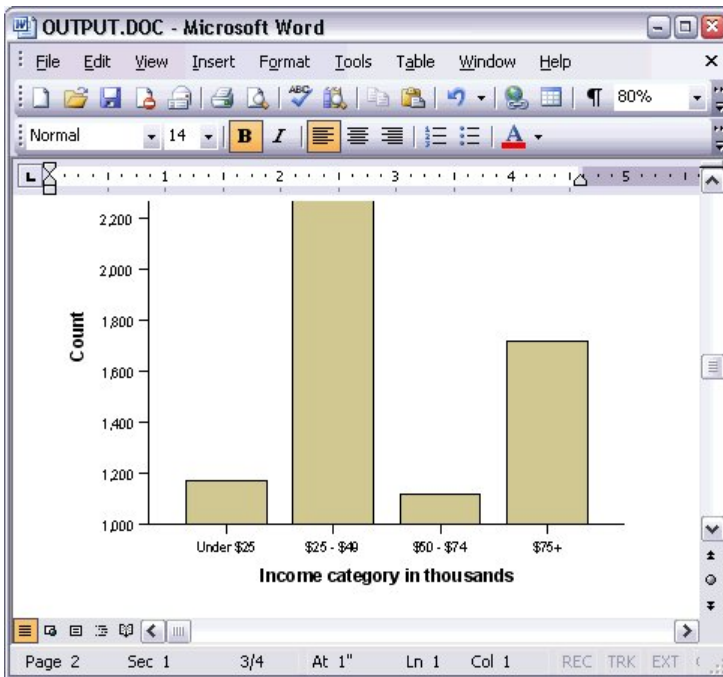 OUTPUT.DOC - Microsoft Word
File Edit View Insert Format Tools Table Window Help
ABC ¶ 80%
Normal 14 B I A
1 2 3 4 5
2,200
2,000
1,800
1,600
1,400
1,200
1,000
Count
Under $25 $25 - $49 $50 - $74 $75+
Income category in thousands
Page 2 Sec 1 3/4 At 1" Ln 1 Col 1 REC TRK EXT